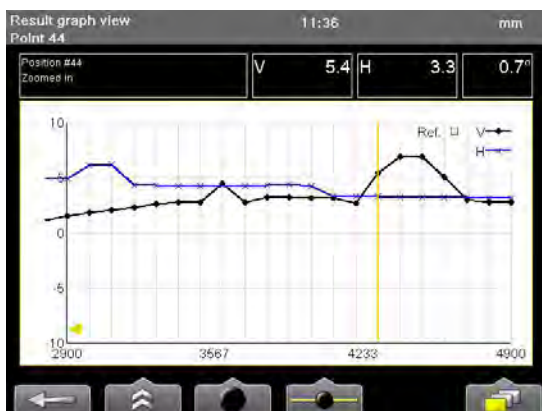 Result graph view 11:36 mm
Point 44
Position #44
Zoomed in
V 5.4 H 3.3 0.7°
10
Ref. V
H
5
0
-5
-10
2900 3567 4233 4900